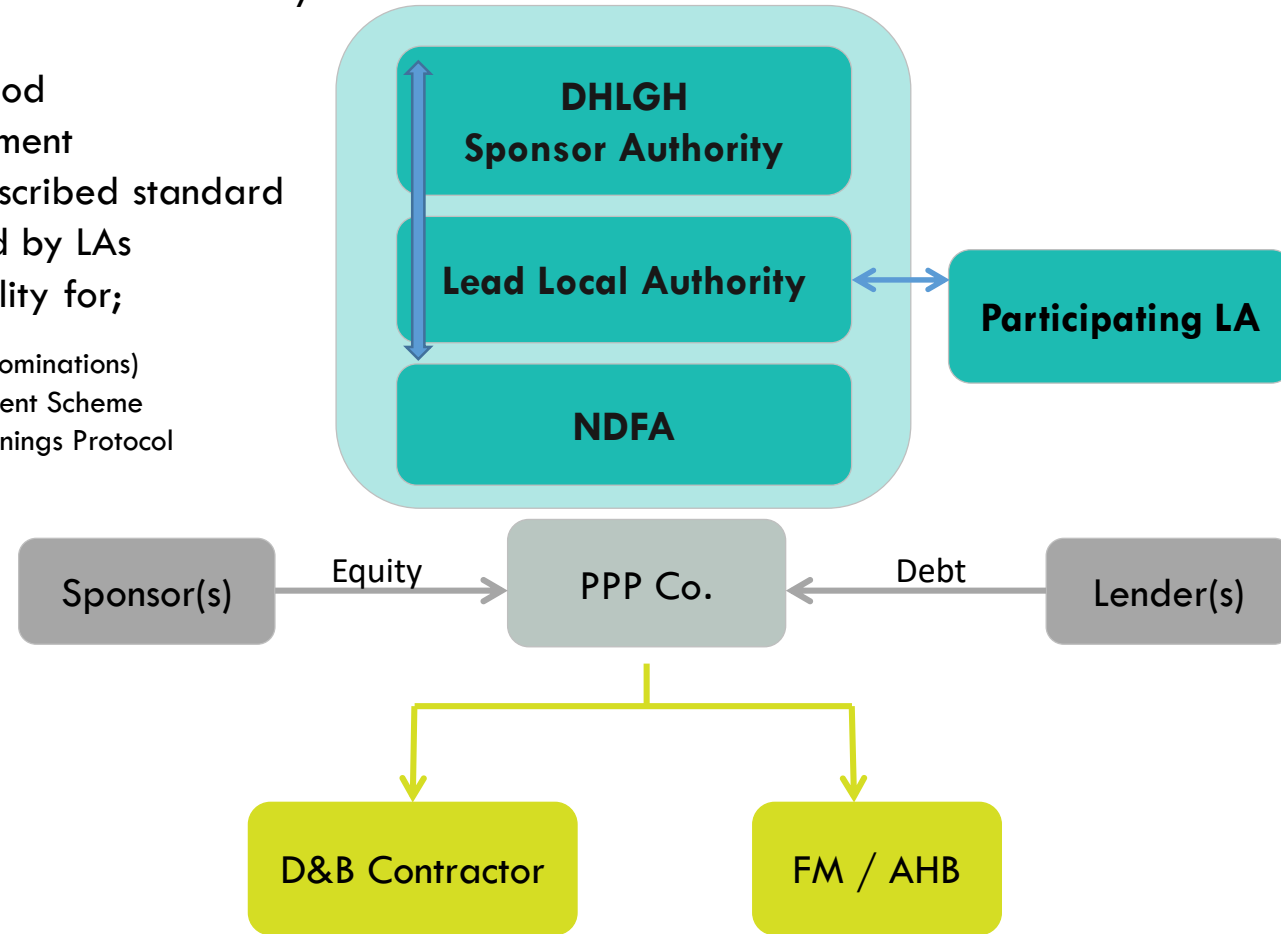 DHLGH
Sponsor Authority
Lead Local Authority
Participating LA
NDFA
ment
scribed standard
by LAs
lity for;
ominations)
ent Scheme
nings Protocol
Sponsor(s)
Equity
PPP Co.
Debt
Lender(s)
D&B Contractor
FM / AHB